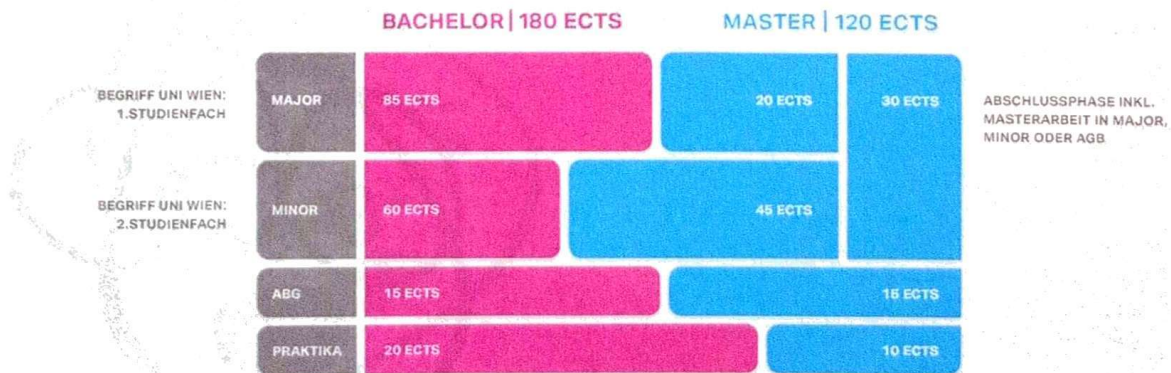 BACHELOR | 180 ECTS
MASTER | 120 ECTS
BEGRIFF UNI WIEN:
1.STUDIENFACH
MAJOR
85 ECTS
20 ECTS
30 ECTS
ABSCHLUSSPHASE INKL.
MASTERARBEIT IN MAJOR,
MINOR ODER AGB
BEGRIFF UNI WIEN:
2.STUDIENFACH
MINOR
60 ECTS
45 ECTS
ABG
15 ECTS
15 ECTS
PRAKTIKA
20 ECTS
10 ECTS